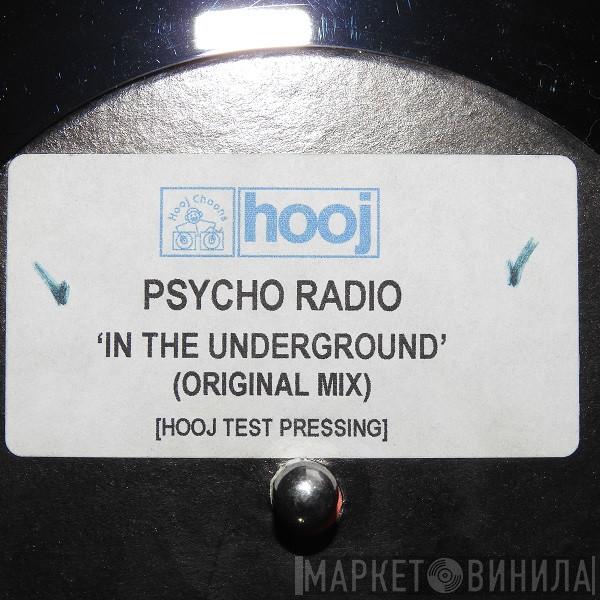 Hooj Choons
hooj
PSYCHO RADIO
‘IN THE UNDERGROUND’
(ORIGINAL MIX)
[HOOJ TEST PRESSING]
МАРКЕТ ВИНИЛА